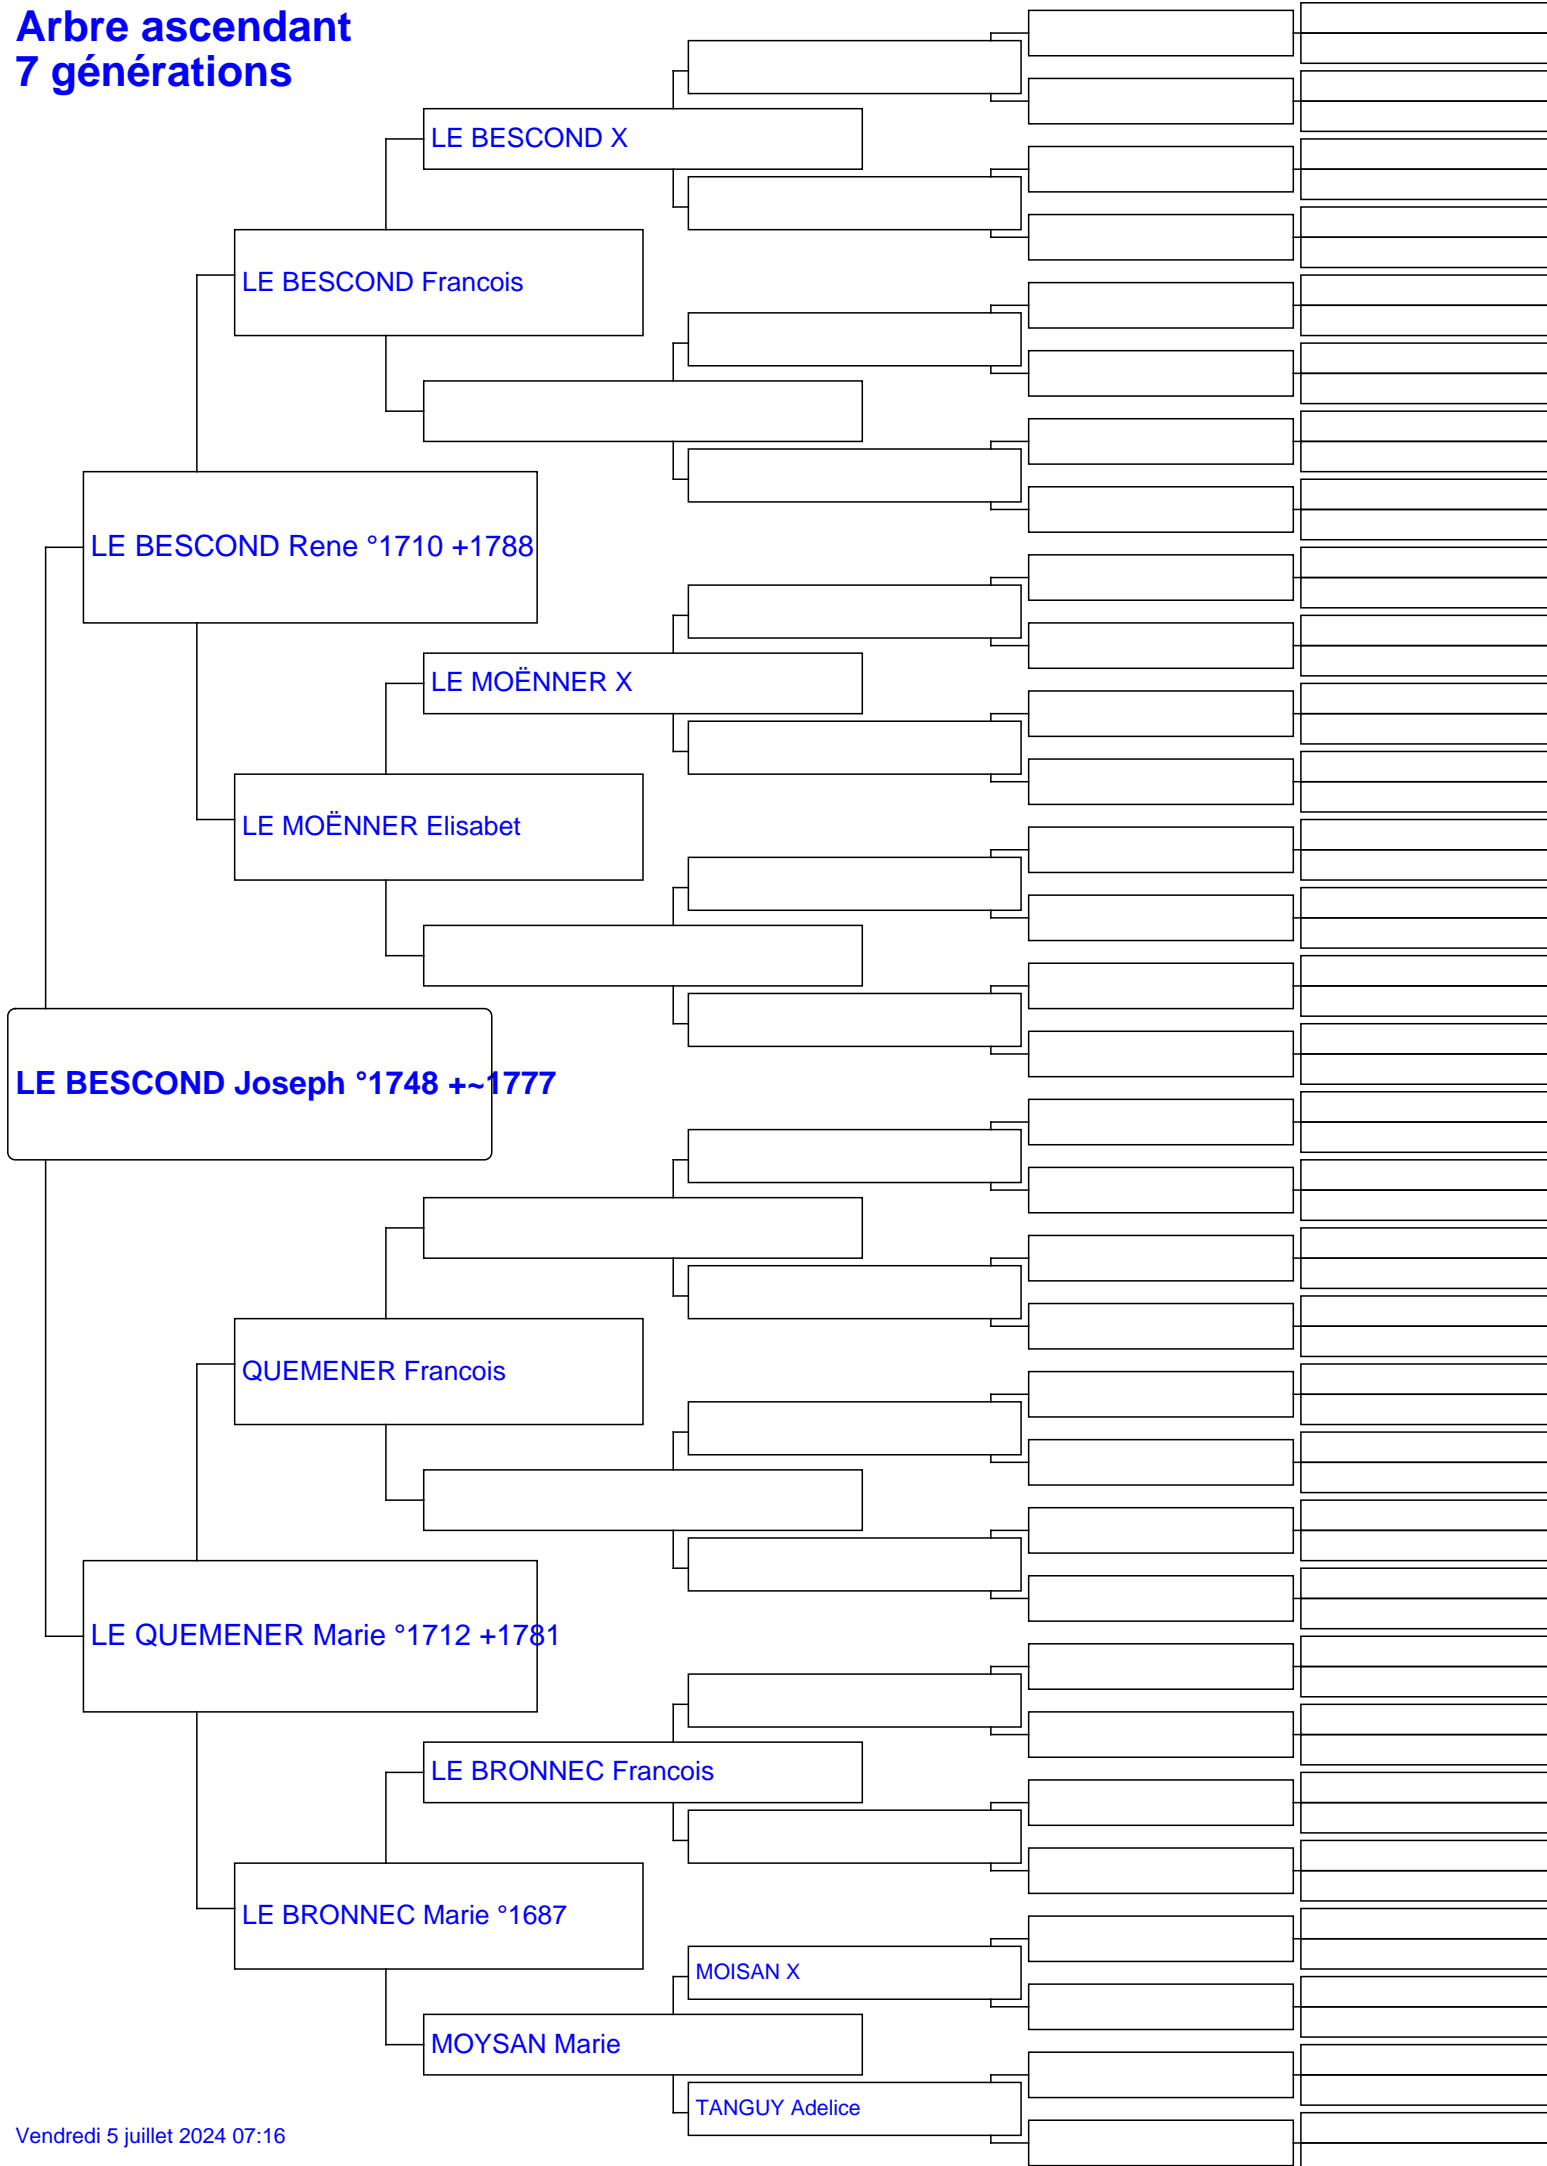 Arbre ascendant
7 générations
LE BESCOND X
LE BESCOND Francois
LE BESCOND Rene °1710 +1788
LE MOËNNER X
LE MOËNNER Elisabet
LE BESCOND Joseph °1748 +~1777
QUEMENER Francois
LE QUEMENER Marie °1712 +1781
LE BRONNEC Francois
LE BRONNEC Marie °1687
MOISAN X
MOYSAN Marie
TANGUY Adelice
Vendredi 5 juillet 2024 07:16